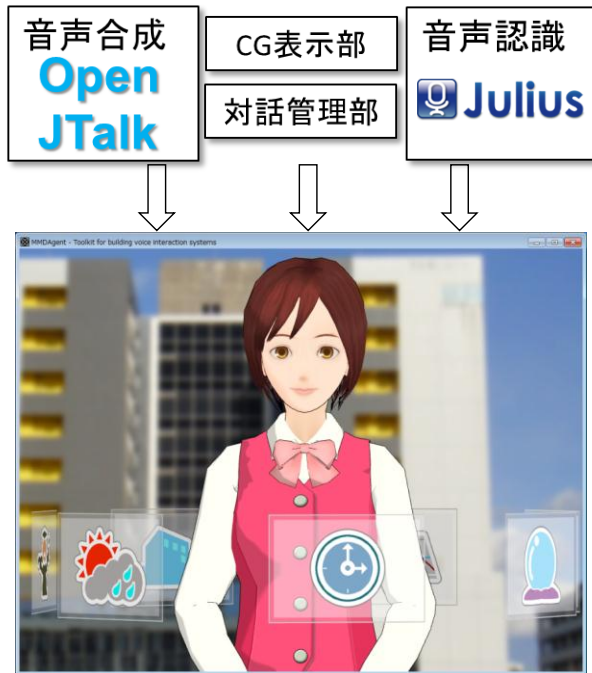 音声合成
Open
JTalk
CG表示部
対話管理部
音声認識
Julius
MMDAgent - Toolkit for building voice interaction systems